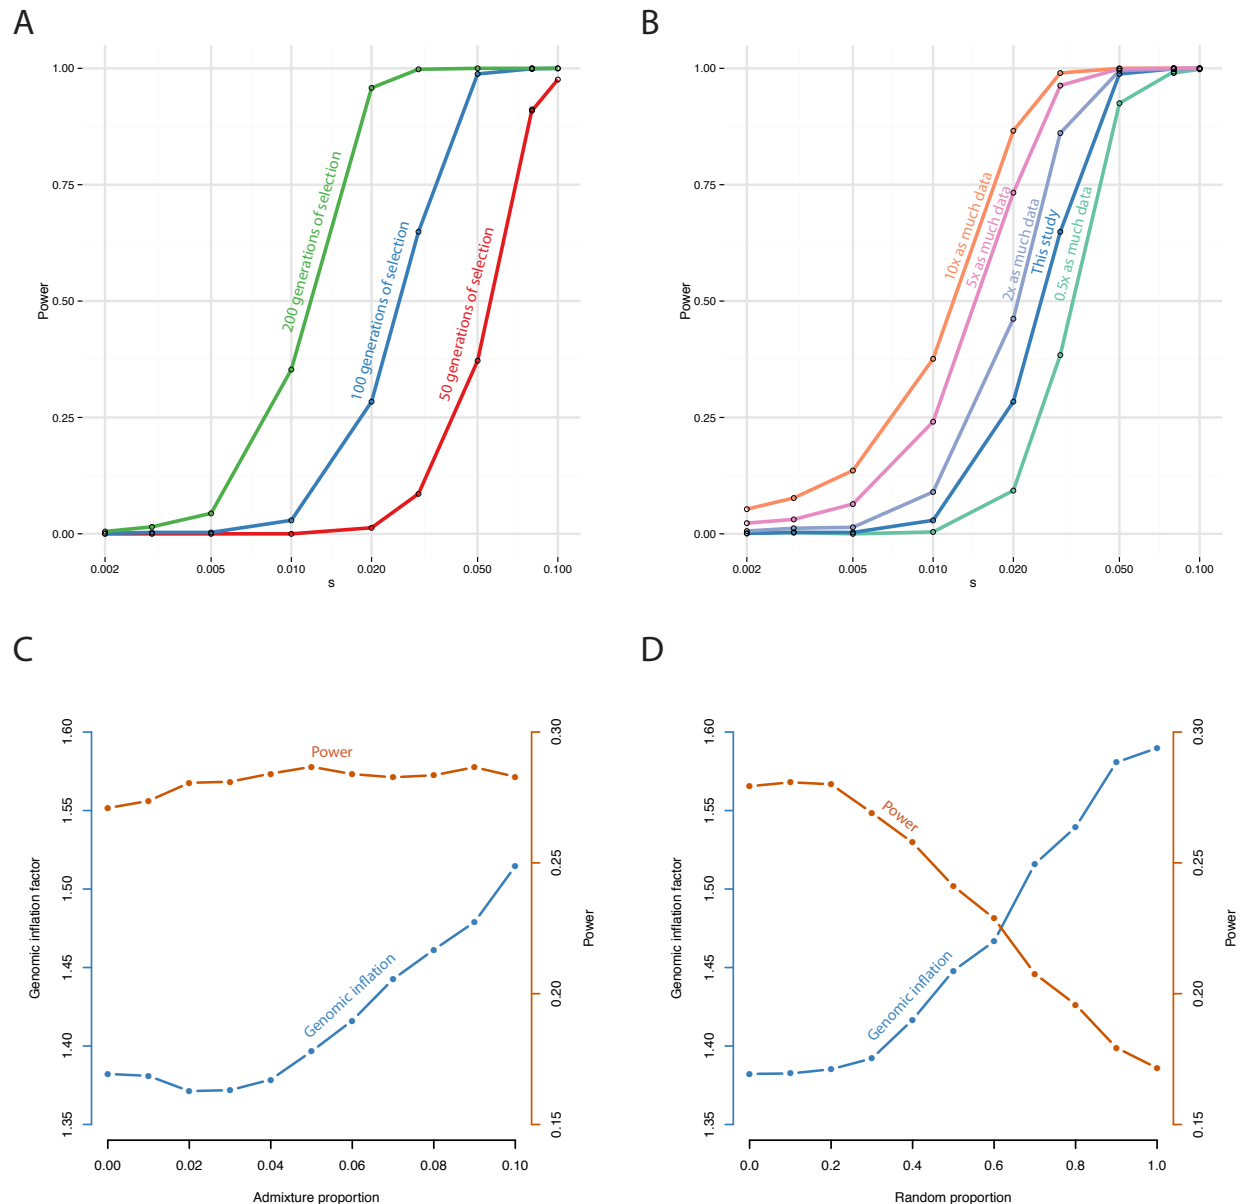 A
B
1.00
0.75
0.50
0.25
0.00
Power
200 generations of selection
100 generations of selection
50 generations of selection
0.002
0.005
0.010
0.020
0.050
0.100
s
1.00
0.75
0.50
0.25
0.00
Power
10x as much data
5x as much data
2x as much data
This study
0.5x as much data
0.002
0.005
0.010
0.020
0.050
0.100
s
C
D
1.60
1.55
1.50
1.45
1.40
1.35
Genomic inflation factor
Power
Genomic inflation
0.30
0.25
0.20
0.15
Power
0.00
0.02
0.04
0.06
0.08
0.10
Admixture proportion
1.60
1.55
1.50
1.45
1.40
1.35
Genomic inflation factor
Power
Genomic inflation
0.30
0.25
0.20
0.15
Power
0.0
0.2
0.4
0.6
0.8
1.0
Random proportion